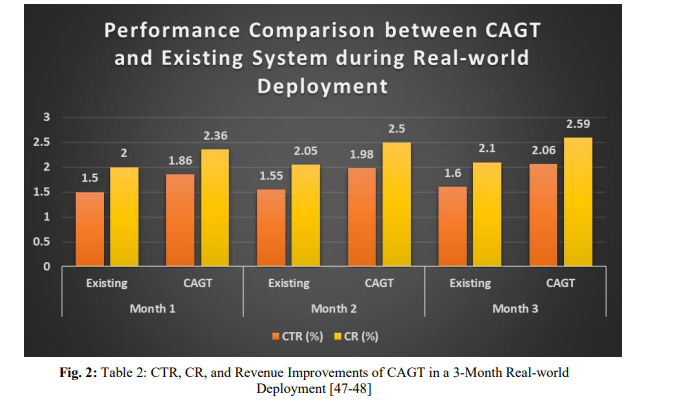 Performance Comparison between CAGT
and Existing System during Real-world
Deployment
3
2.5
2
1.5
1
0.5
0
1.5
2
1.86
2.36
1.55
2.05
1.98
2.5
1.6
2.1
2.06
2.59
Existing CAGT Existing CAGT Existing CAGT
Month 1 Month 2 Month 3
CTR (%) CR (%)
Fig. 2: Table 2: CTR, CR, and Revenue Improvements of CAGT in a 3-Month Real-world
Deployment [47-48]